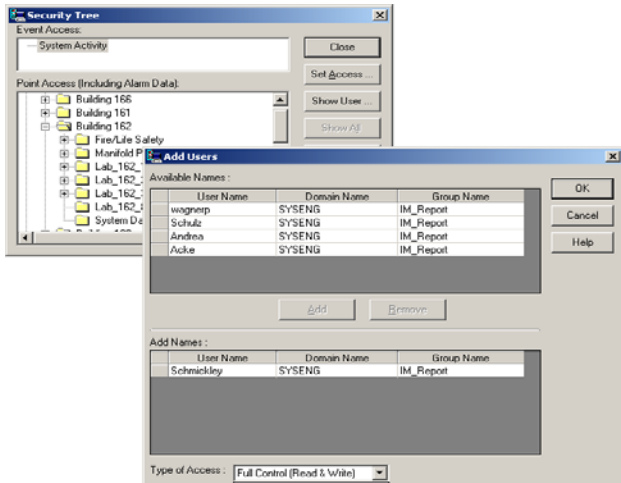 Security Tree
Event Access:
System Activity
Close
Set Access ...
Point Access (Including Alarm Data):
Show User ...
Show All
Building 166
Building 161
Building 162
Fire/Life Safety
Manifold P
Lab_162_
Lab_162_
Lab_162_
Lab_162_
System Da
Add Users
Available Names :
User Name Domain Name Group Name
wagnerp SYSENG IM_Report
Schulz SYSENG IM_Report
Andrea SYSENG IM_Report
Acke SYSENG IM_Report
OK
Cancel
Help
Add Remove
Add Names :
User Name Domain Name Group Name
Schmickley SYSENG IM_Report
Type of Access : Full Control (Read & Write)